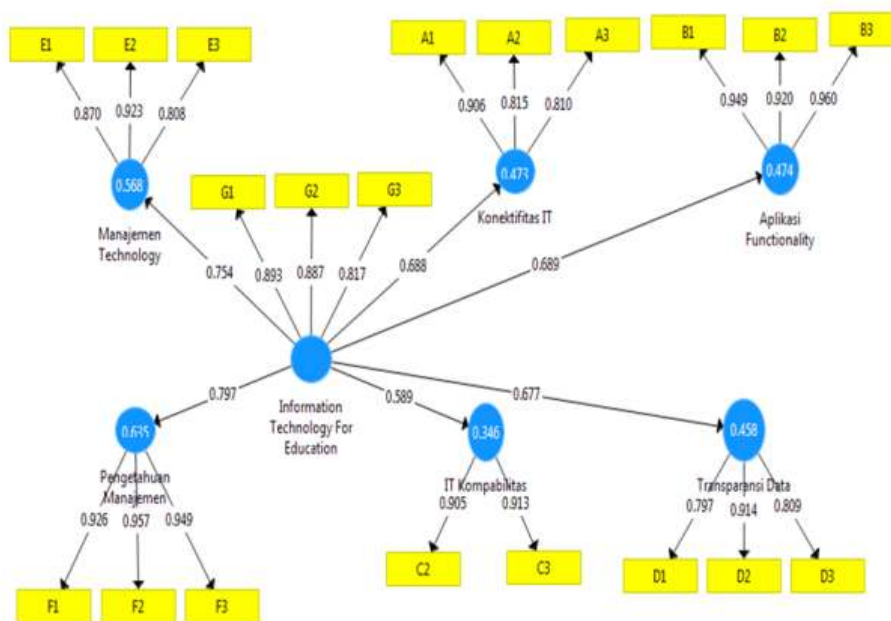 E1 E2 E3
A1 A2 A3
B1 B2 B3
0.870 0.923 0.808
0.906 0.815 0.810
0.949 0.920 0.960
0.568
G1 G2 G3
0.473
0.474
Manajemen
Technology
Konektifitas IT
Aplikasi
Functionality
0.754
0.893 0.887 0.817
0.688
0.689
0.797
Information
Technology For
Education
0.589
0.677
0.635
Pengetahuan
Manajemen
0.346
IT Kompabilitas
0.458
Transparansi Data
0.926 0.957 0.949
0.905 0.913
0.797 0.914 0.809
F1 F2 F3
C2 C3
D1 D2 D3